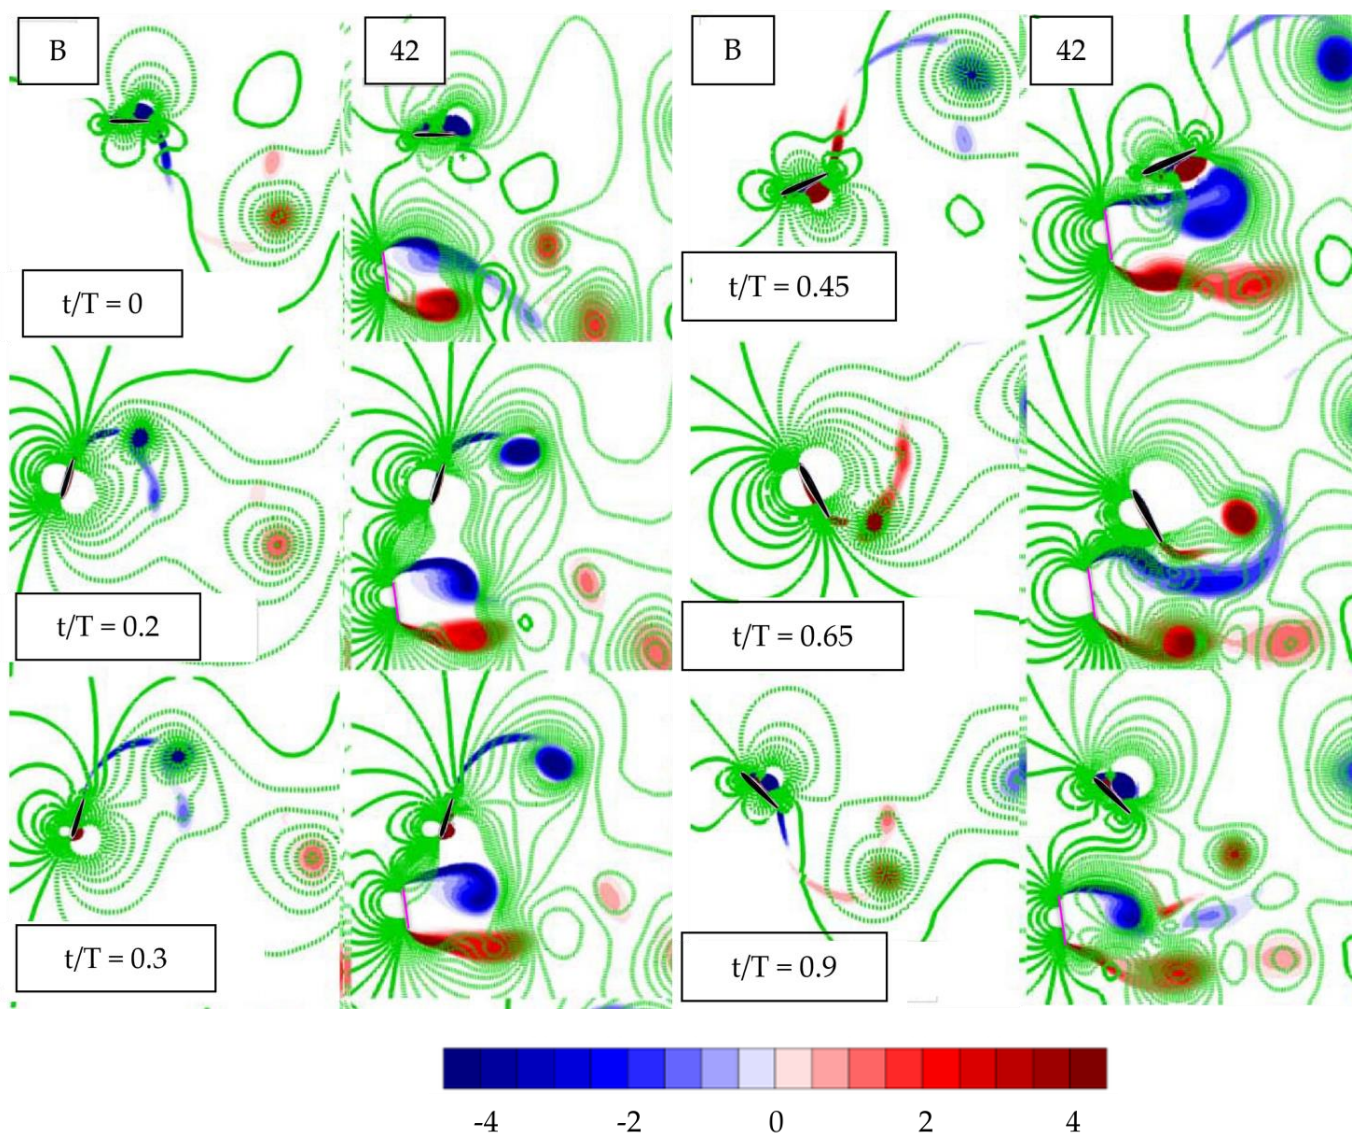 B
42
B
42
t/T = 0
t/T = 0.45
t/T = 0.2
t/T = 0.65
t/T = 0.3
t/T = 0.9
-4
-2
0
2
4